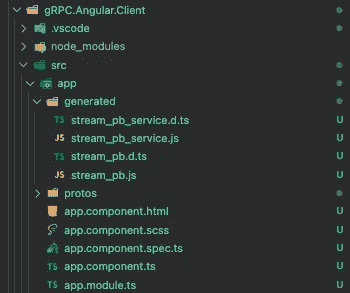 gRPC.Angular.Client
.vscode
node_modules
src
app
generated
TS stream_pb_service.d.ts U
JS stream_pb_service.js U
TS stream_pb.d.ts U
JS stream_pb.js U
protos
app.component.html U
app.component.scss U
TS app.component.spec.ts U
TS app.component.ts U
TS app.module.ts U